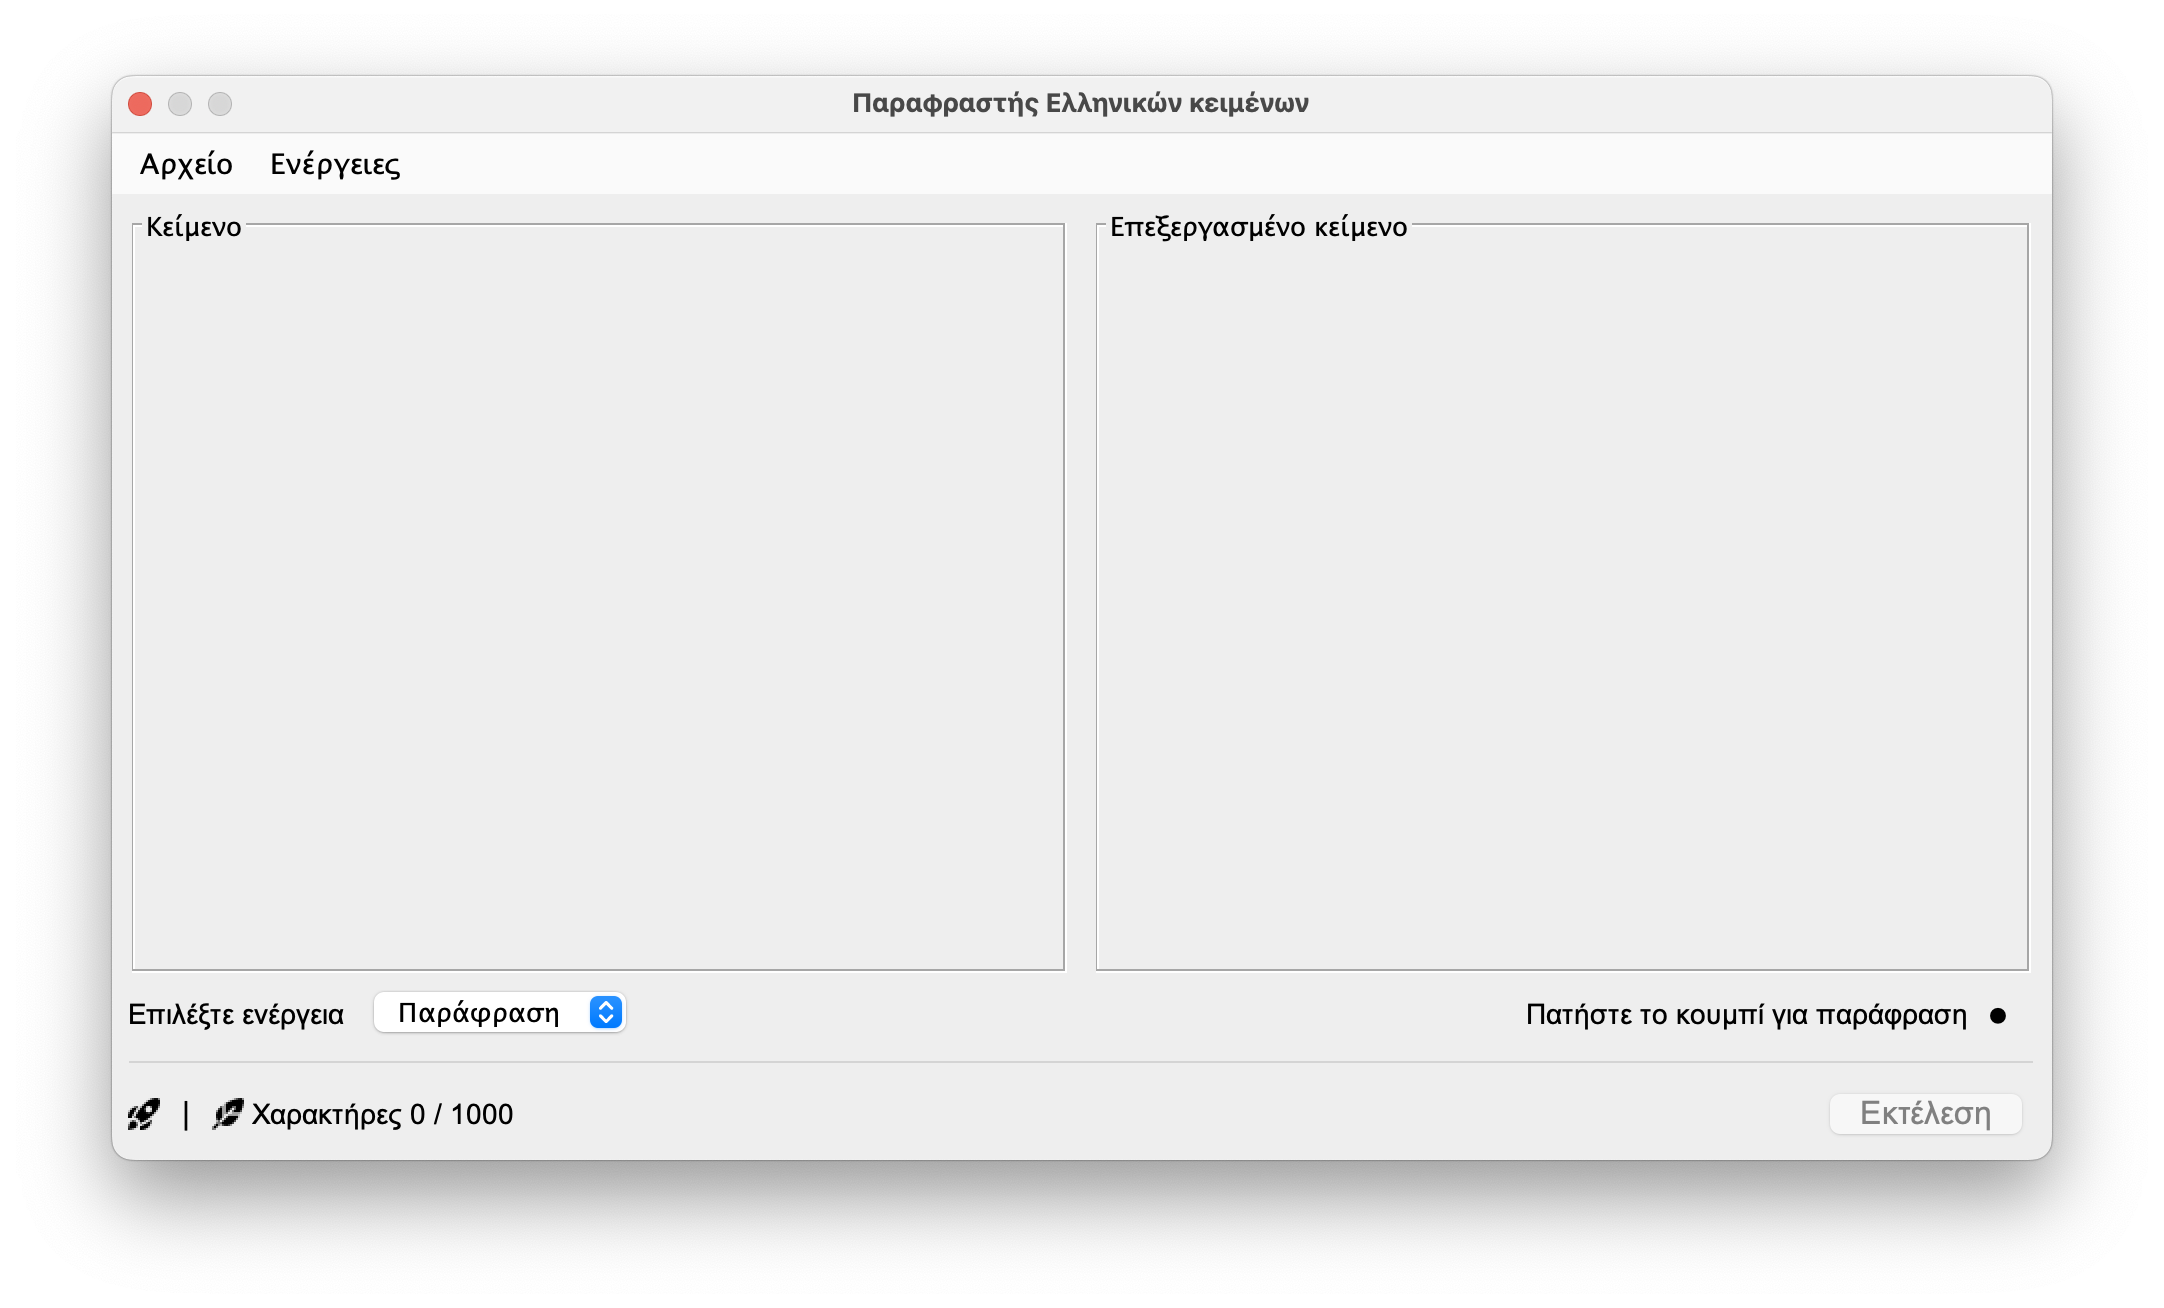 Παραφραστής Ελληνικών κειμένων
Αρχείο Ενέργειες
Κείμενο
Επεξεργασμένο κείμενο
Επιλέξτε ενέργεια Παράφραση
Πατήστε το κουμπί για παράφραση ●
| Χαρακτήρες 0 / 1000
Εκτέλεση